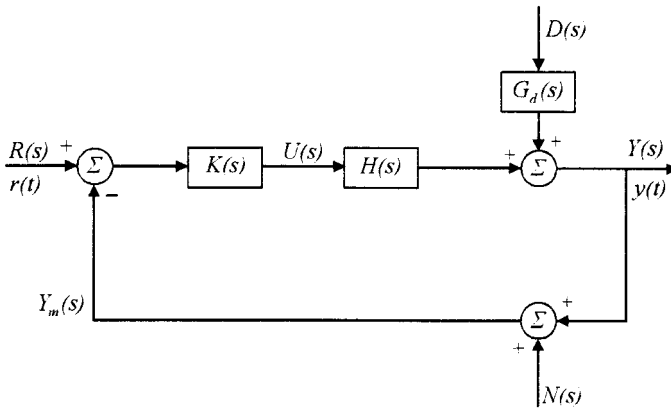 D(s)
G_d(s)
+
+
R(s)
+
Σ
K(s)
U(s)
H(s)
+
Σ
Y(s)
r(t)
−
y(t)
Y_m(s)
+
Σ
+
N(s)